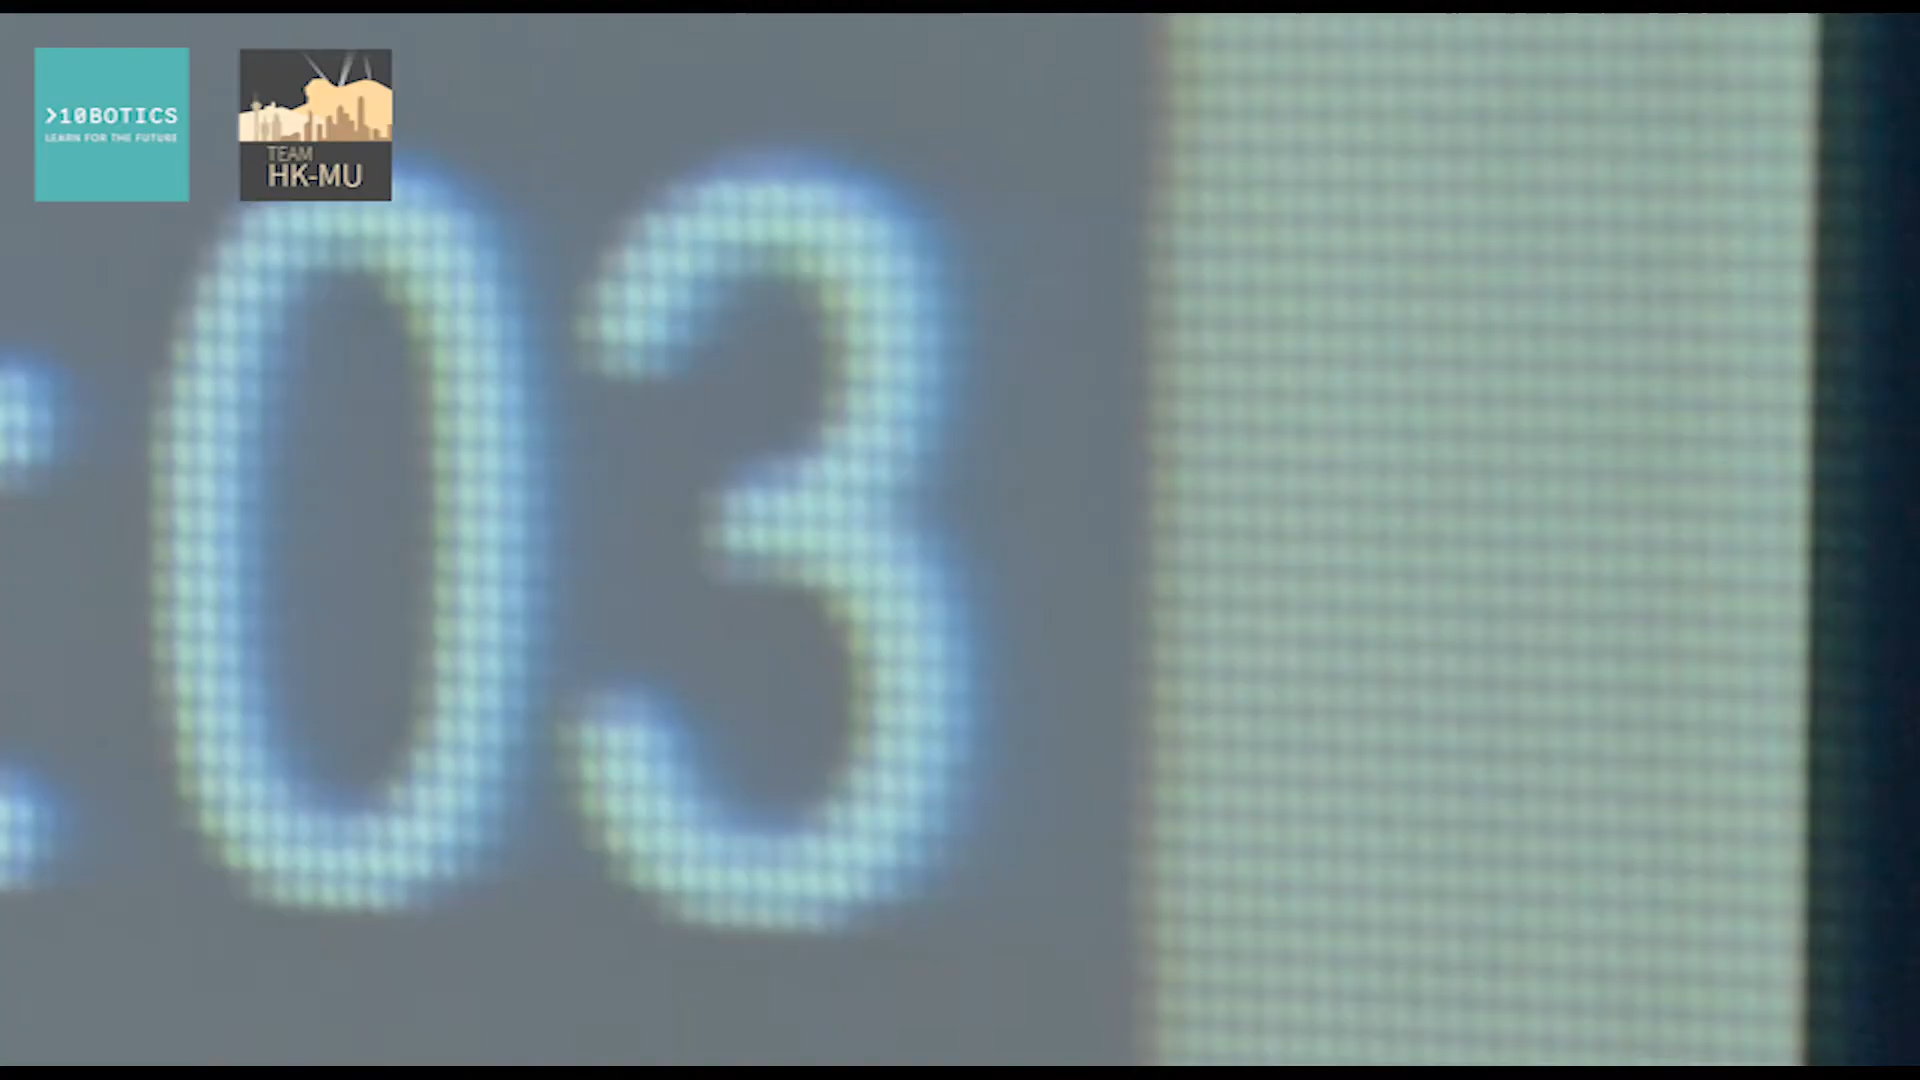 >10BOTICS
LEARN FOR THE FUTURE
TEAM
HK-MU
:03